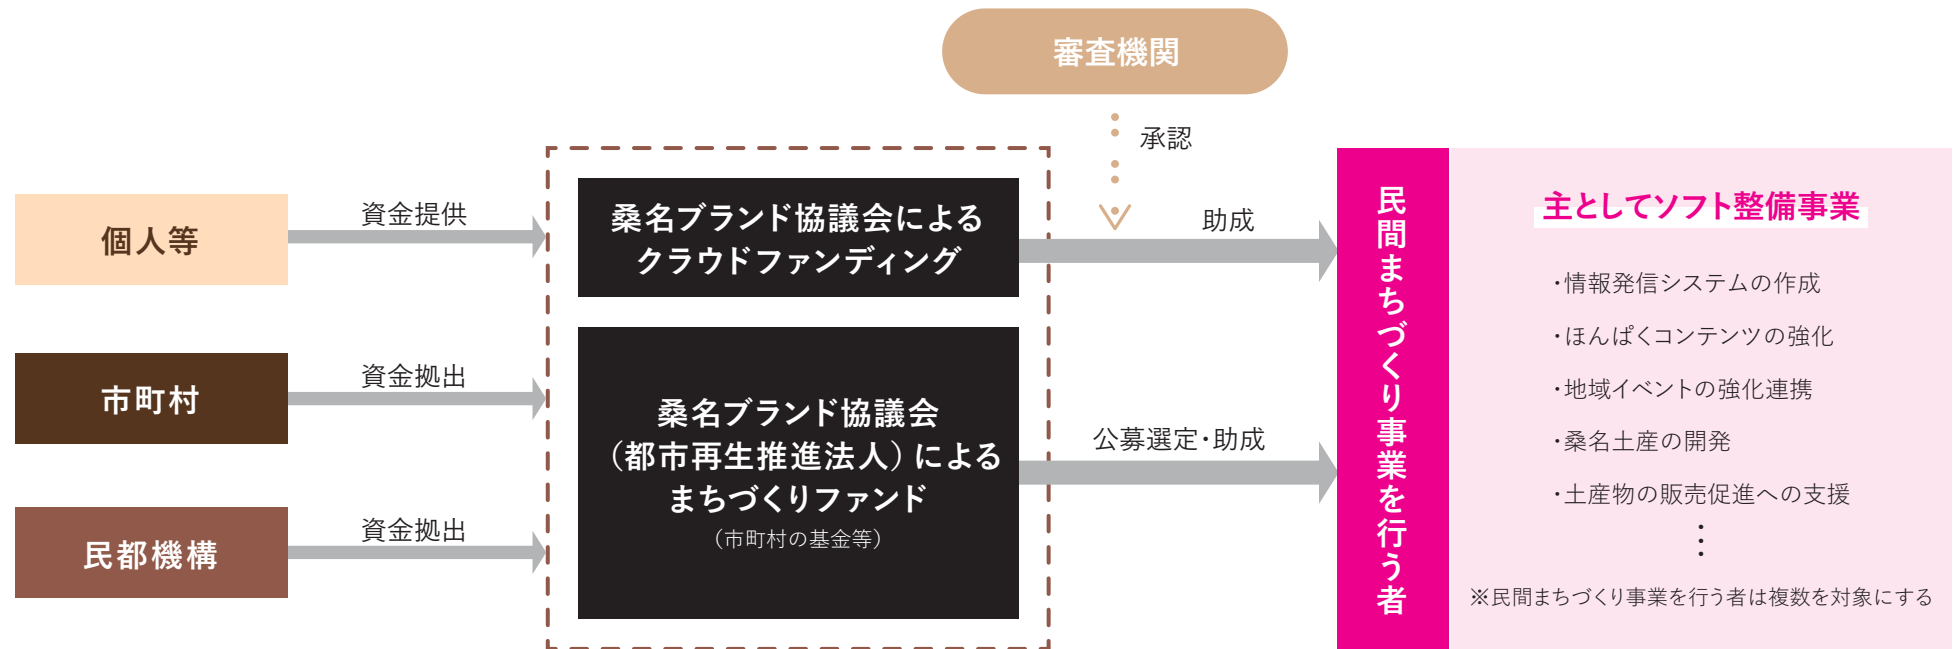 審査機関
承認
個人等
資金提供
市町村
資金拠出
民都機構
資金拠出
桑名ブランド協議会による
クラウドファンディング
桑名ブランド協議会
（都市再生推進法人）による
まちづくりファンド
（市町村の基金等）
助成
公募選定・助成
民間まちづくり事業を行う者
主としてソフト整備事業
・情報発信システムの作成
・ほんぱくコンテンツの強化
・地域イベントの強化連携
・桑名土産の開発
・土産物の販売促進への支援
⋮
※民間まちづくり事業を行う者は複数を対象にする